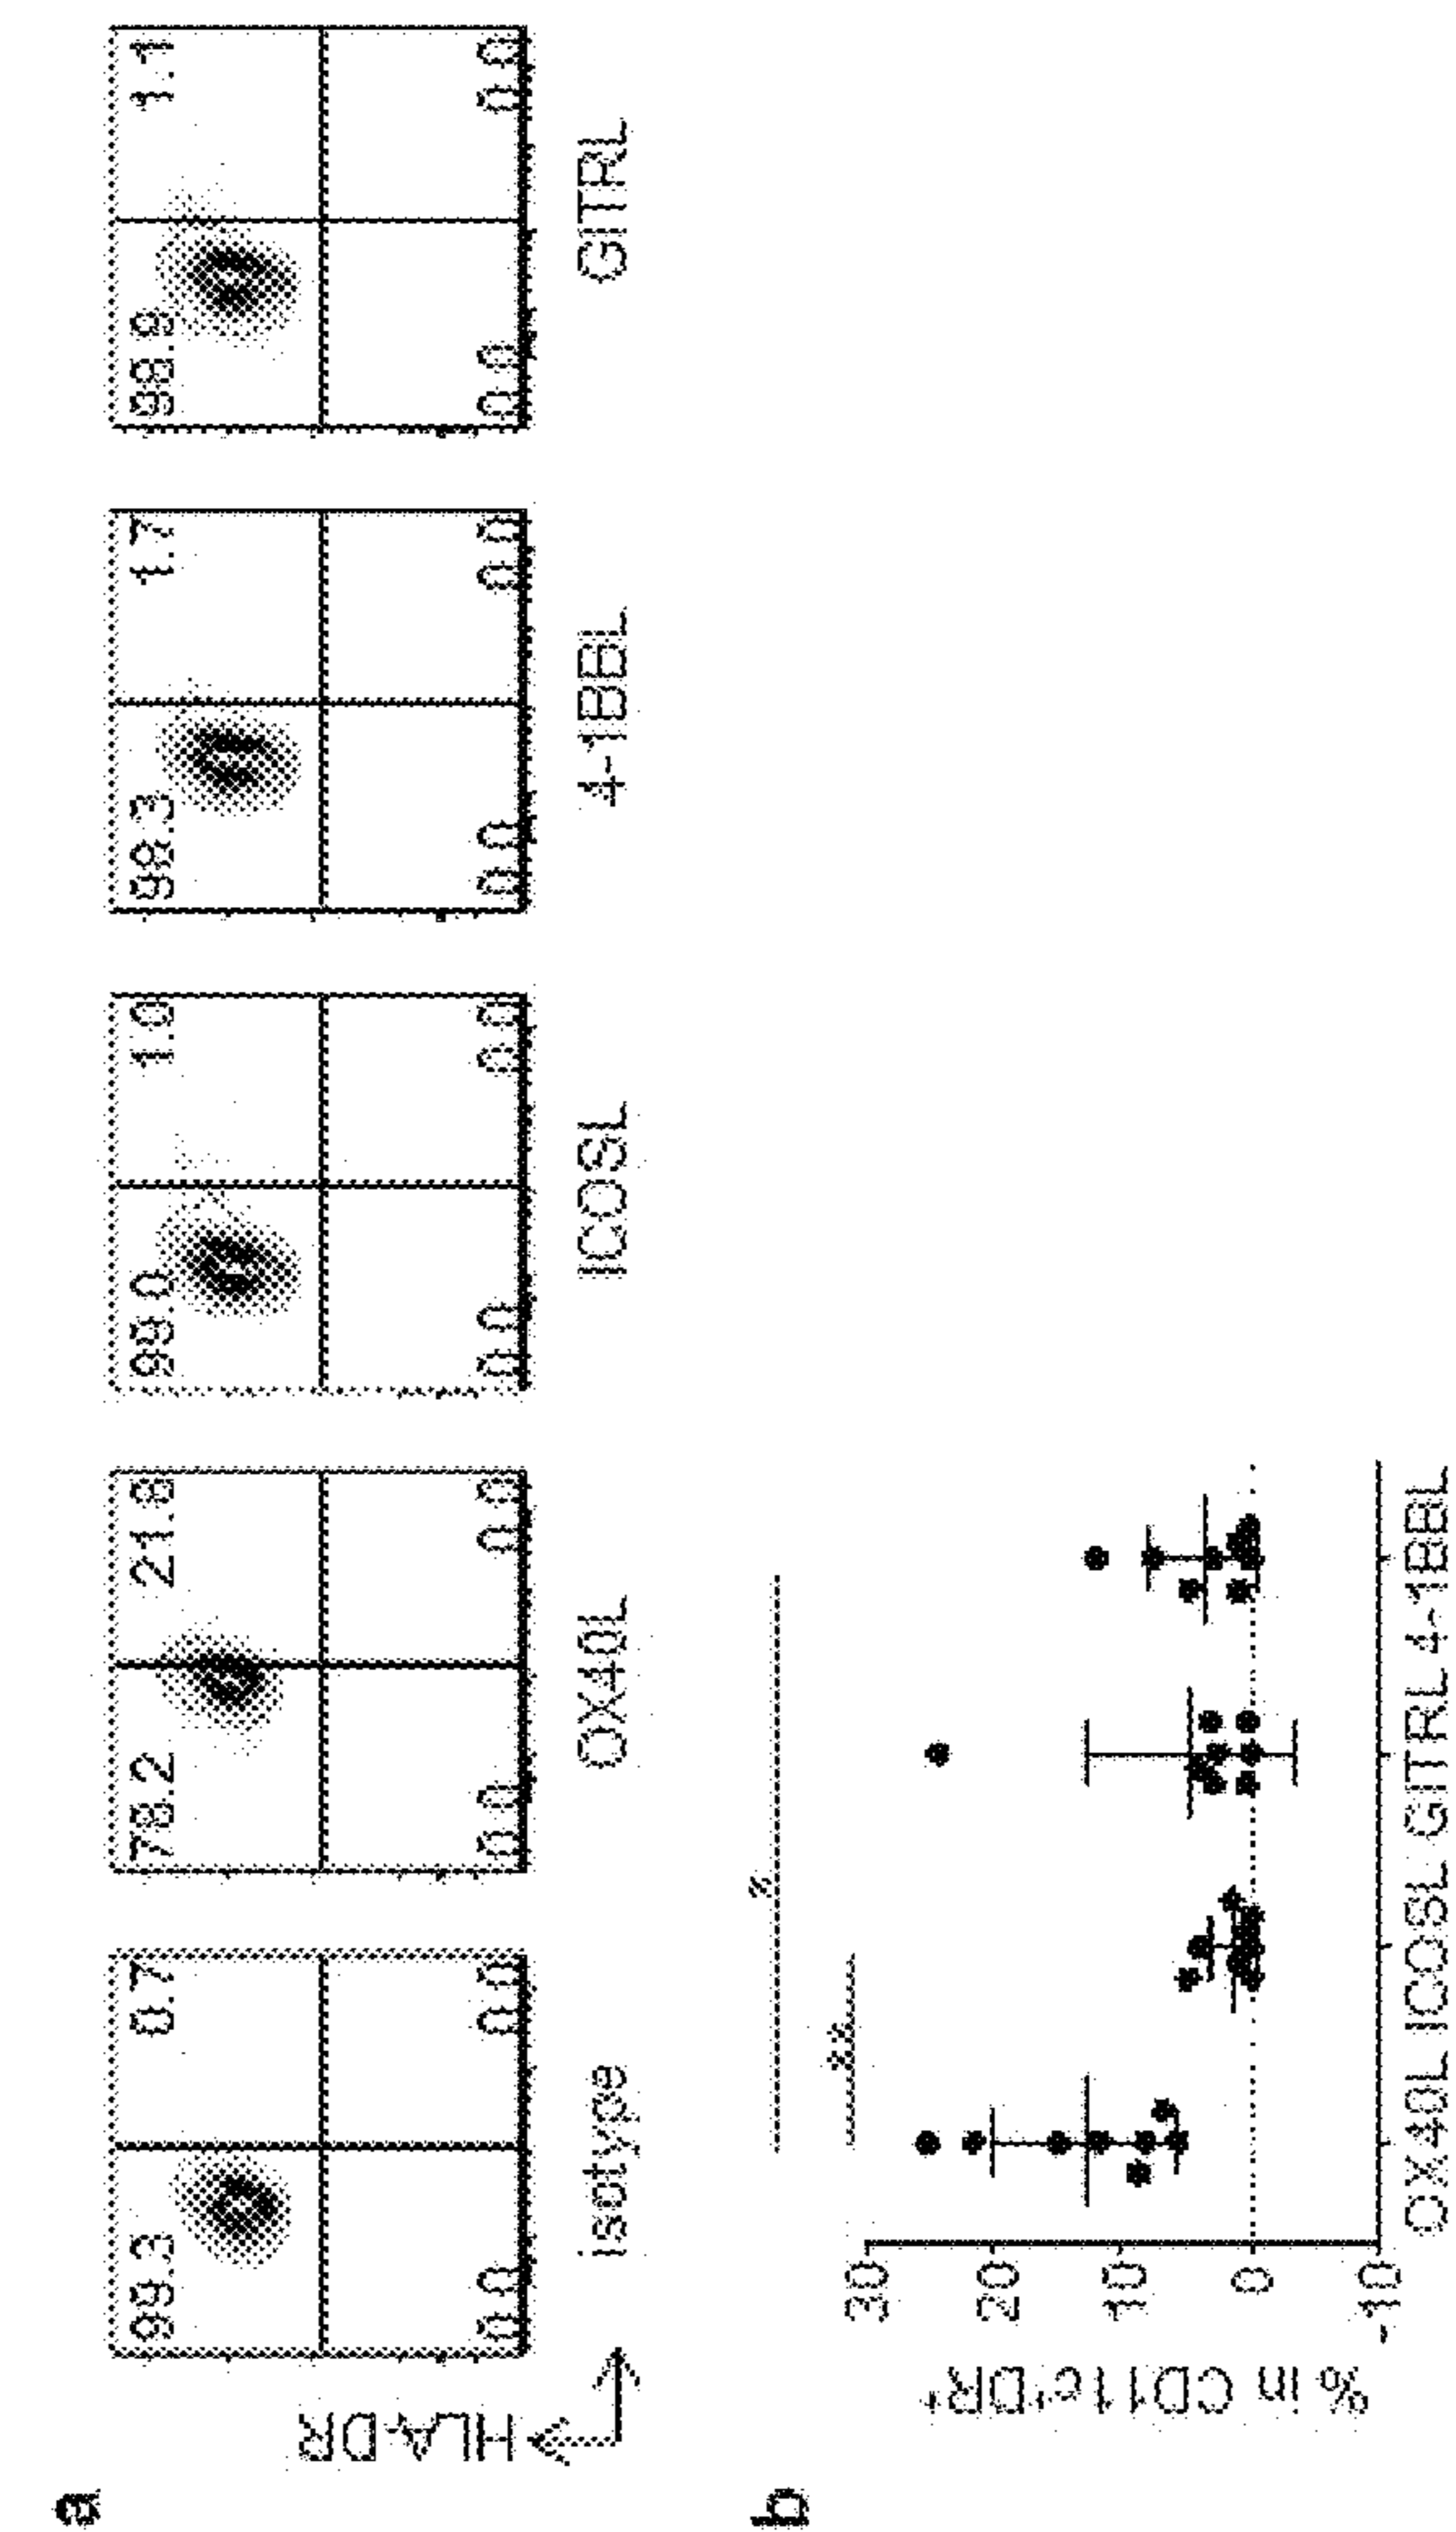 a
HLA-DR
99.3 0.7
0.0 0.0
isotype
78.2 21.8
0.0 0.0
OX40L
99.0 1.0
0.0 0.0
ICOSL
98.3 1.7
0.0 0.0
4-1BBL
98.9 1.1
0.0 0.0
GITRL
b
% in CD11c⁺DR⁺
30
20
10
0
-10
*
**
OX40L ICOSL GITRL 4-1BBL